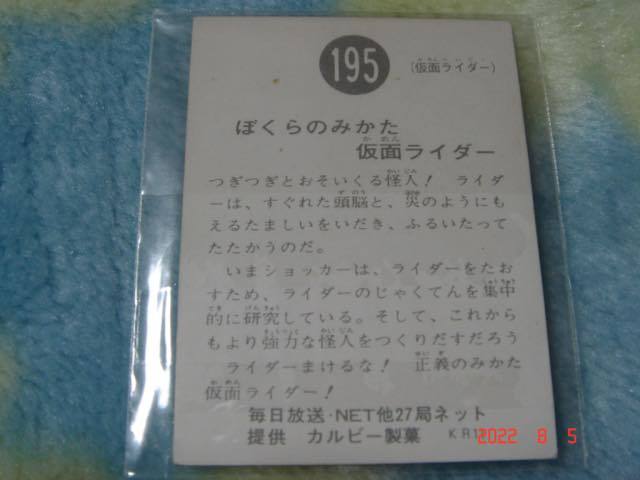 195
(仮面ライダー)
ぼくらのみかた
仮面ライダー
つぎつぎとおそいくる怪人! ライダ
ーは、すぐれた頭脳と、炎のようにも
えるたましいをいだき、ふるいたって
たたかうのだ。
いまショッカーは、ライダーをたお
すため、ライダーのじゃくてんを集中
的に研究している。そして、これから
もより強力な怪人をつくりだすだろう
ライダーまけるな! 正義のみかた
仮面ライダー!
毎日放送・NET他27局ネット
提供 カルビー製菓 KR
2022 8 5